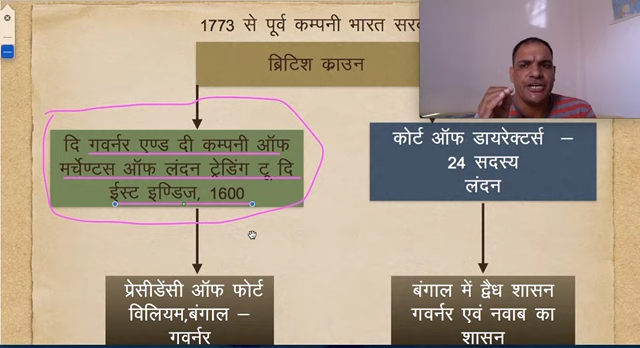 1773 से पूर्व कम्पनी भारत
ब्रिटिश क्राउन
दि गवर्नर एण्ड दी कम्पनी ऑफ
मर्चेण्टस ऑफ लंदन ट्रेडिंग टू दि
ईस्ट इण्डिज, 1600
कोर्ट ऑफ डायरेक्टर्स –
24 सदस्य
लंदन
प्रेसीडेंसी ऑफ फोर्ट
विलियम,बंगाल –
गवर्नर
बंगाल में द्वैध शासन
गवर्नर एवं नवाब का
शासन